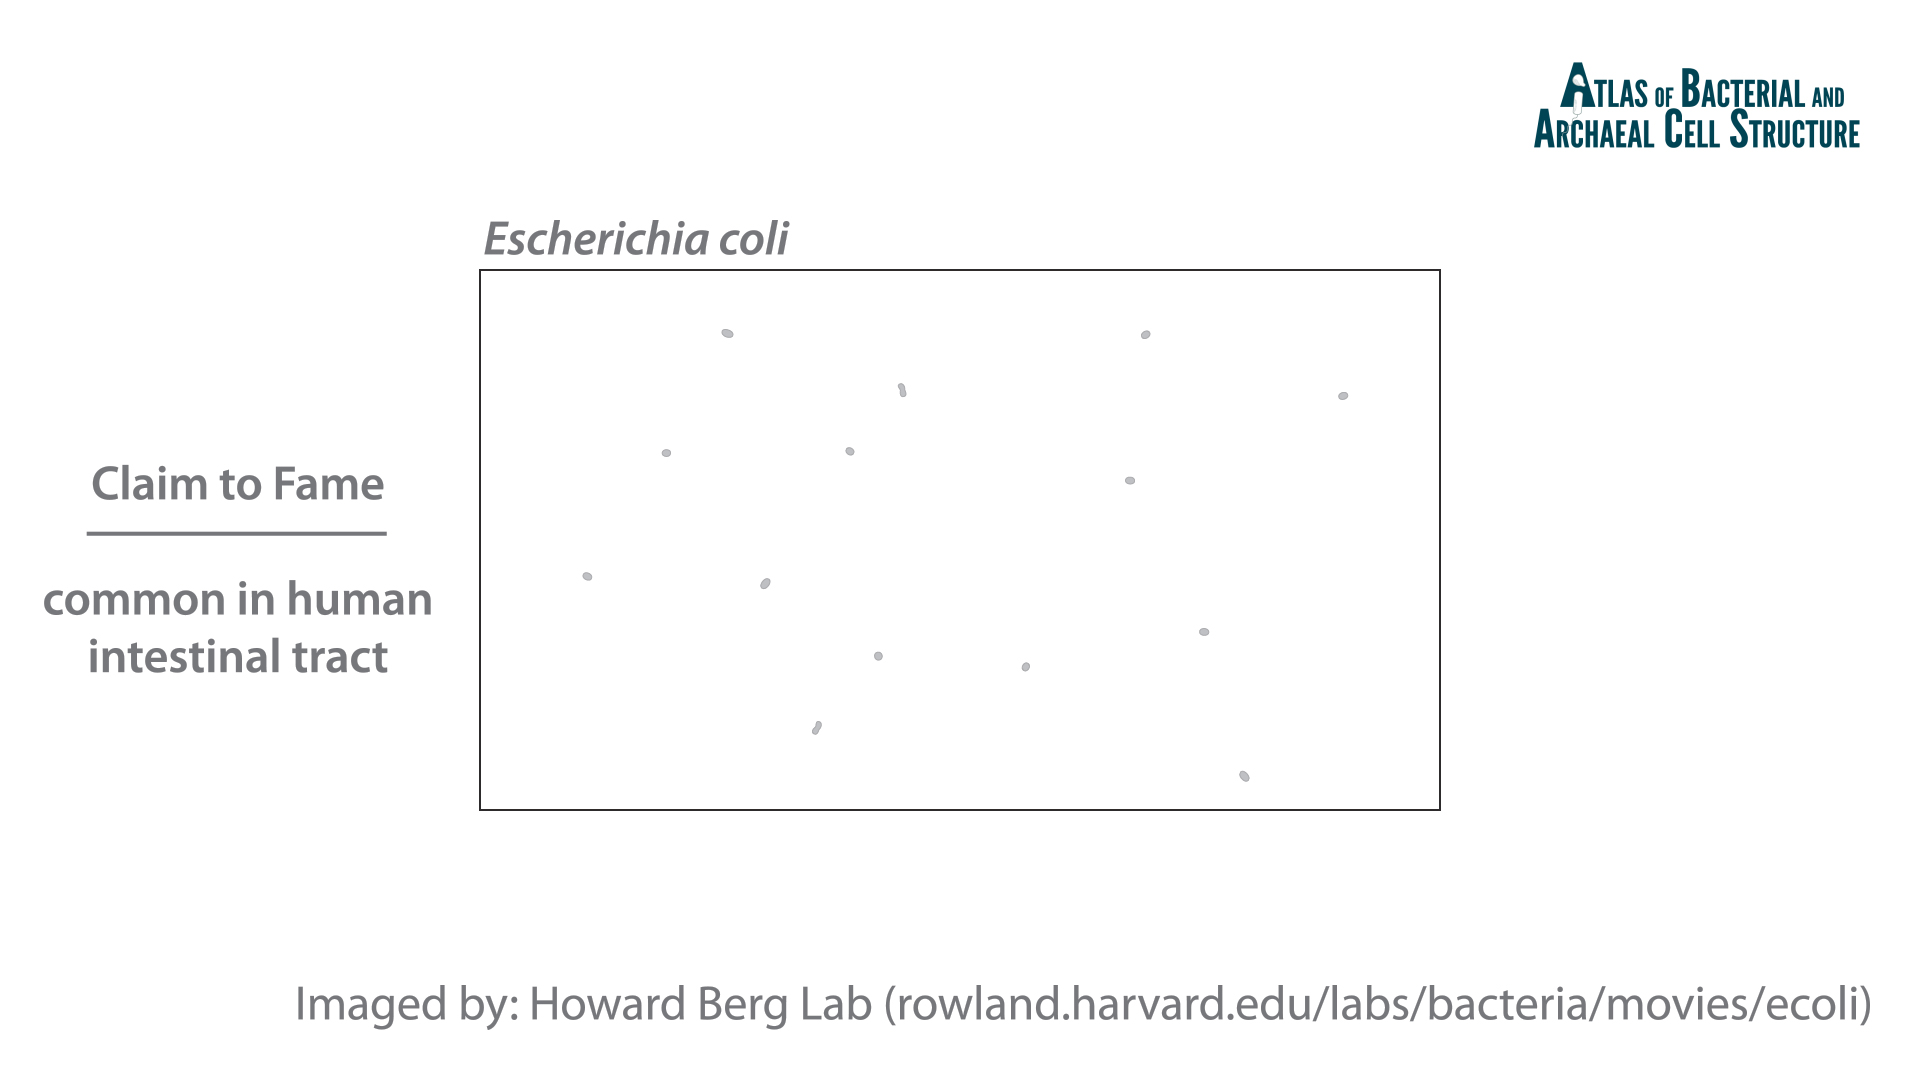 ATLAS OF BACTERIAL AND
ARCHAEAL CELL STRUCTURE
Escherichia coli
Claim to Fame
common in human
intestinal tract
Imaged by: Howard Berg Lab (rowland.harvard.edu/labs/bacteria/movies/ecoli)